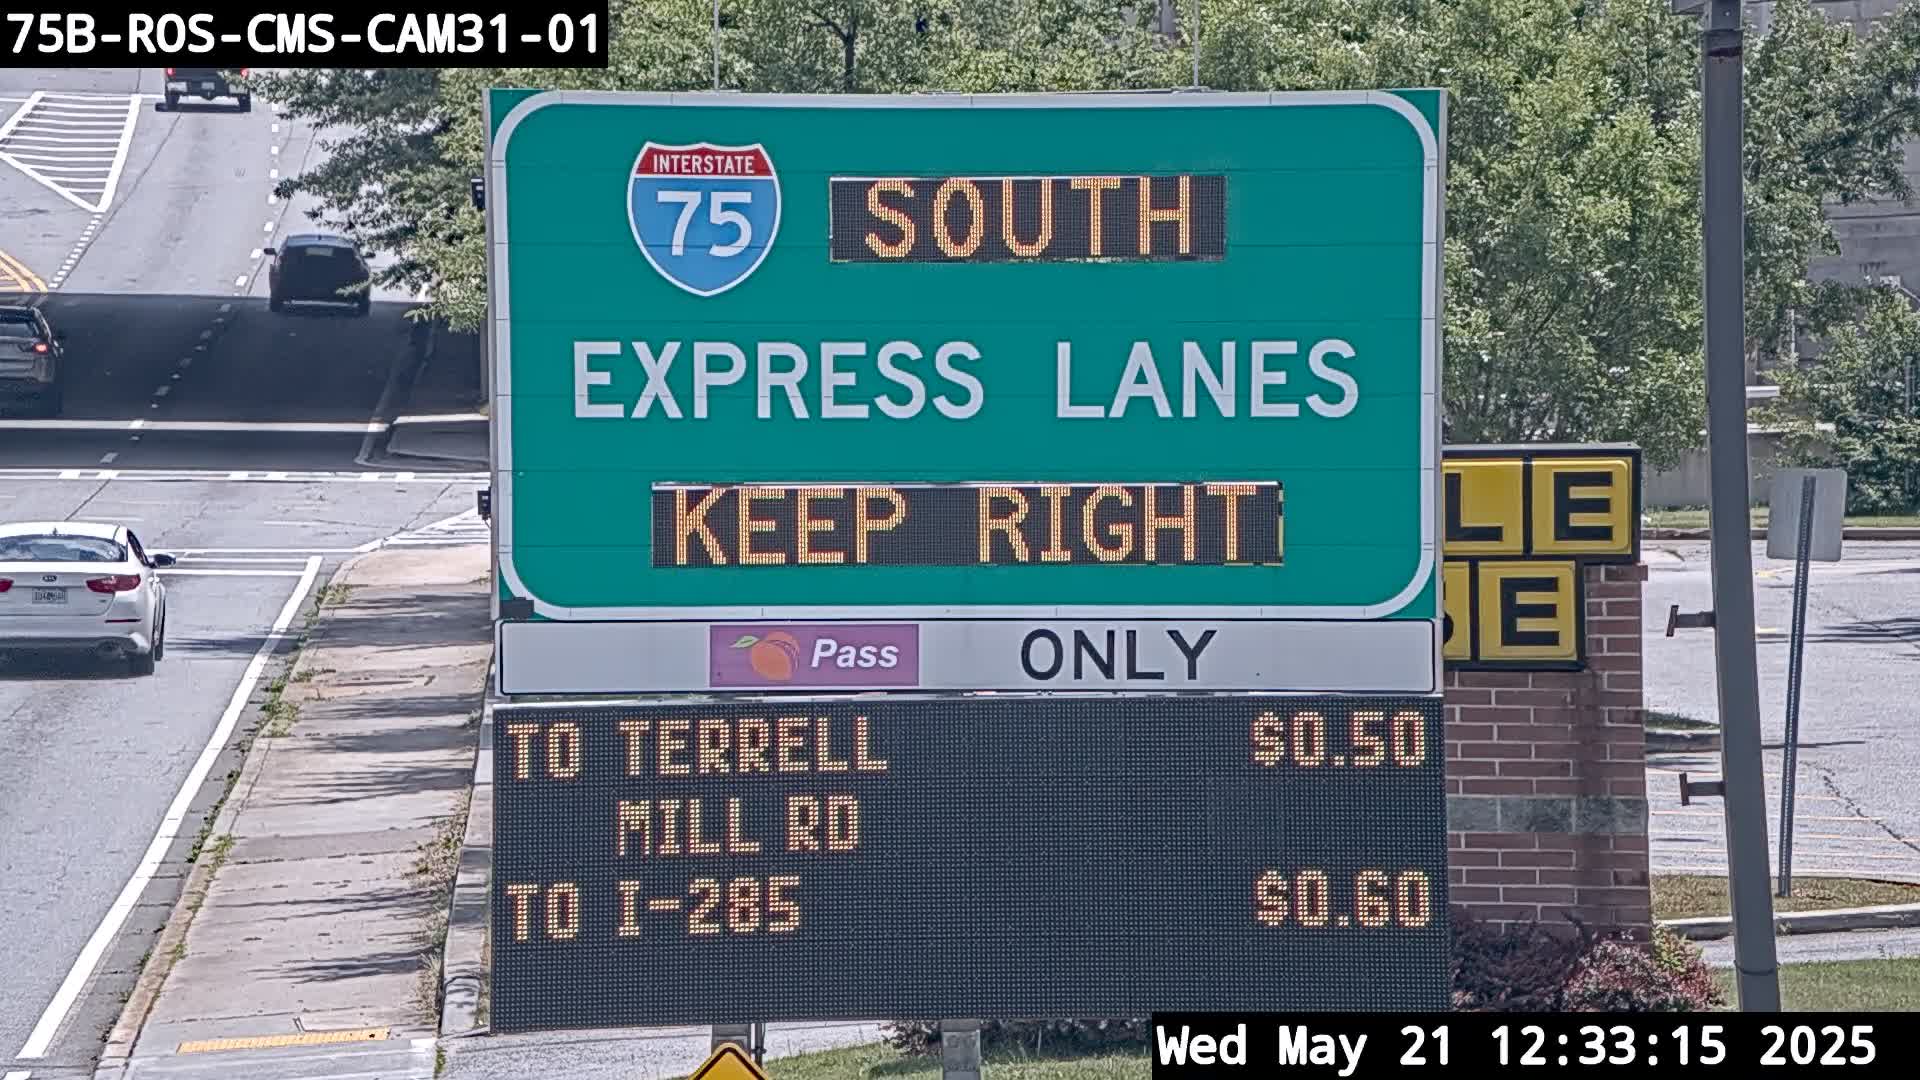 75B-ROS-CMS-CAM31-01
INTERSTATE
75
SOUTH
EXPRESS LANES
KEEP RIGHT
Pass ONLY
TO TERRELL $0.50
MILL RD
TO I-285 $0.60
LE
E
Wed May 21 12:33:15 2025